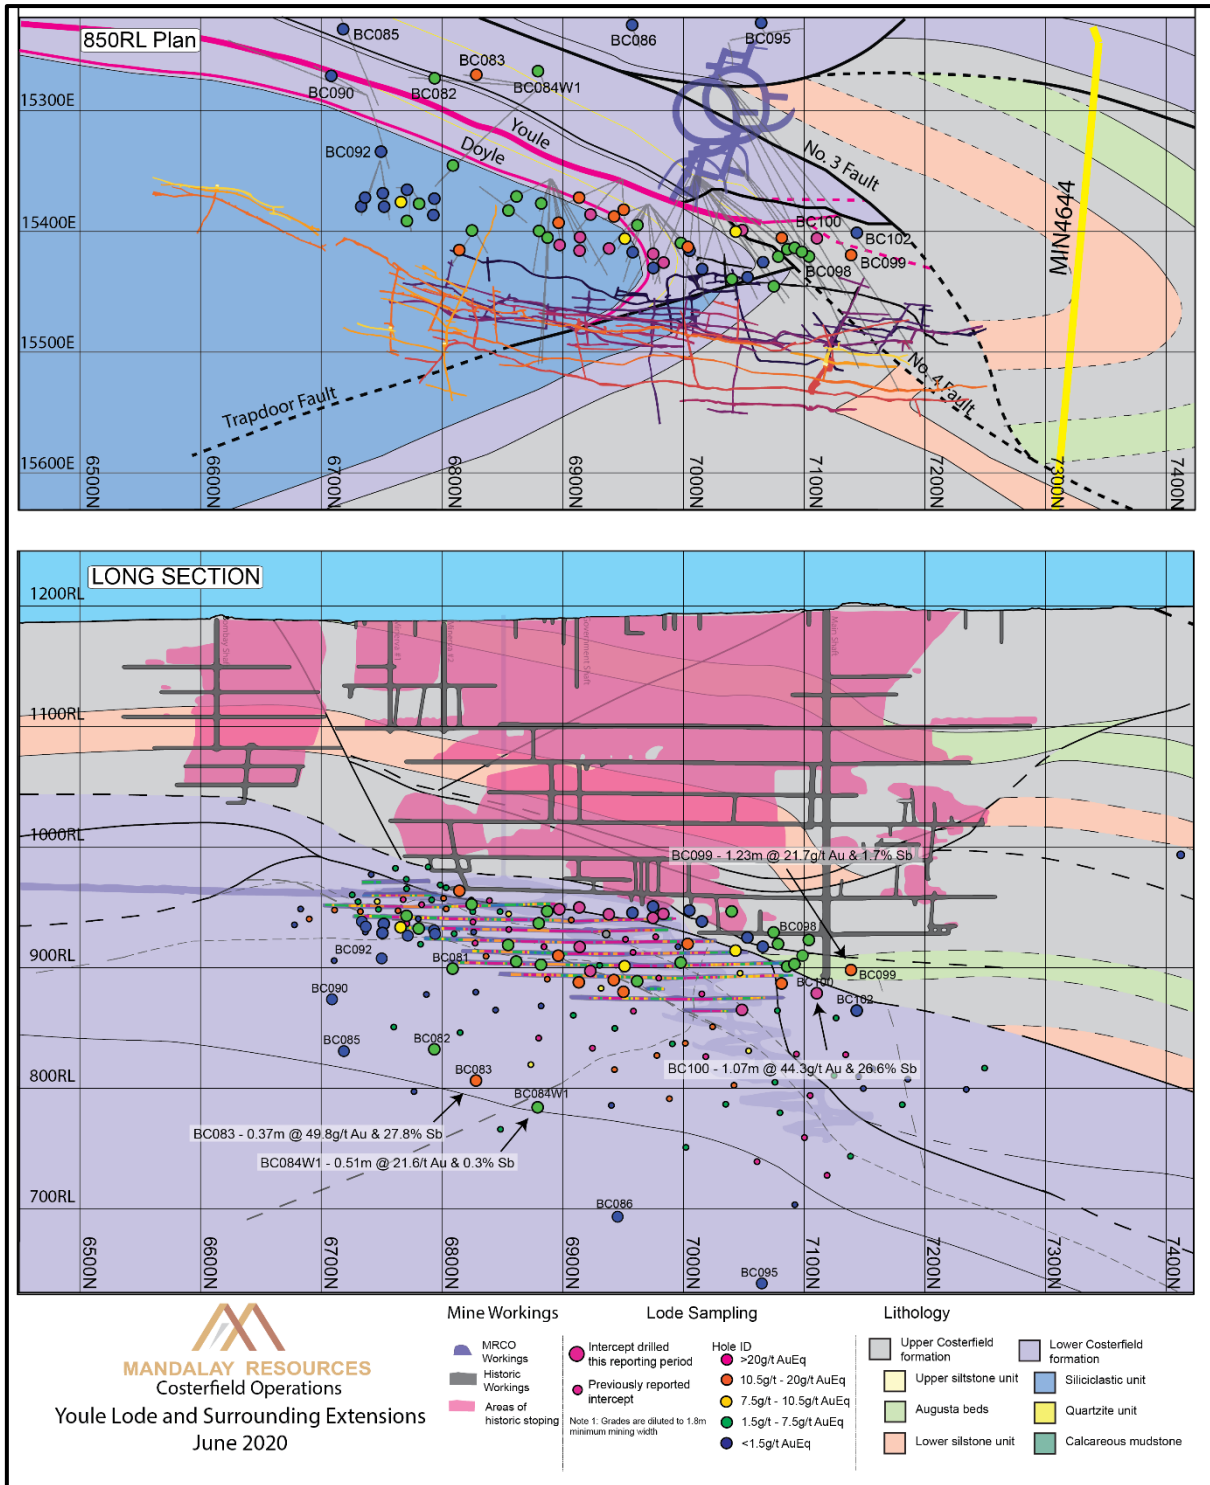 850RL Plan
BC085
BC086
BC095
BC083
BC090
BC082
BC084W1
15300E
Youle
Doyle
BC092
No. 3 Fault
MIN4644
15400E
BC100
BC102
BC099
BC098
15500E
No. 4 Fault
Trapdoor Fault
15600E
6500N
6600N
6700N
6800N
6900N
7000N
7100N
7200N
7300N
7400N
LONG SECTION
1200RL
Main Shaft
1100RL
1000RL
BC099 - 1.23m @ 21.7g/t Au & 1.7% Sb
BC098
BC092
BC081
900RL
BC099
BC100
BC090
BC102
BC085
BC082
BC083
BC100 - 1.07m @ 44.3g/t Au & 26.6% Sb
800RL
BC084W1
BC083 - 0.37m @ 49.8g/t Au & 27.8% Sb
BC084W1 - 0.51m @ 21.6/t Au & 0.3% Sb
700RL
BC086
BC095
6500N
6600N
6700N
6800N
6900N
7000N
7100N
7200N
7300N
7400N
MANDALAY RESOURCES
Costerfield Operations
Youle Lode and Surrounding Extensions
June 2020
Mine Workings
MRCO
Workings
Historic
Workings
Areas of
historic stoping
Lode Sampling
Intercept drilled
this reporting period
Previously reported
intercept
Note 1: Grades are diluted to 1.8m
minimum mining width
Hole ID
>20g/t AuEq
10.5g/t - 20g/t AuEq
7.5g/t - 10.5g/t AuEq
1.5g/t - 7.5g/t AuEq
<1.5g/t AuEq
Lithology
Upper Costerfield
formation
Upper siltstone unit
Augusta beds
Lower silstone unit
Lower Costerfield
formation
Siliciclastic unit
Quartzite unit
Calcareous mudstone